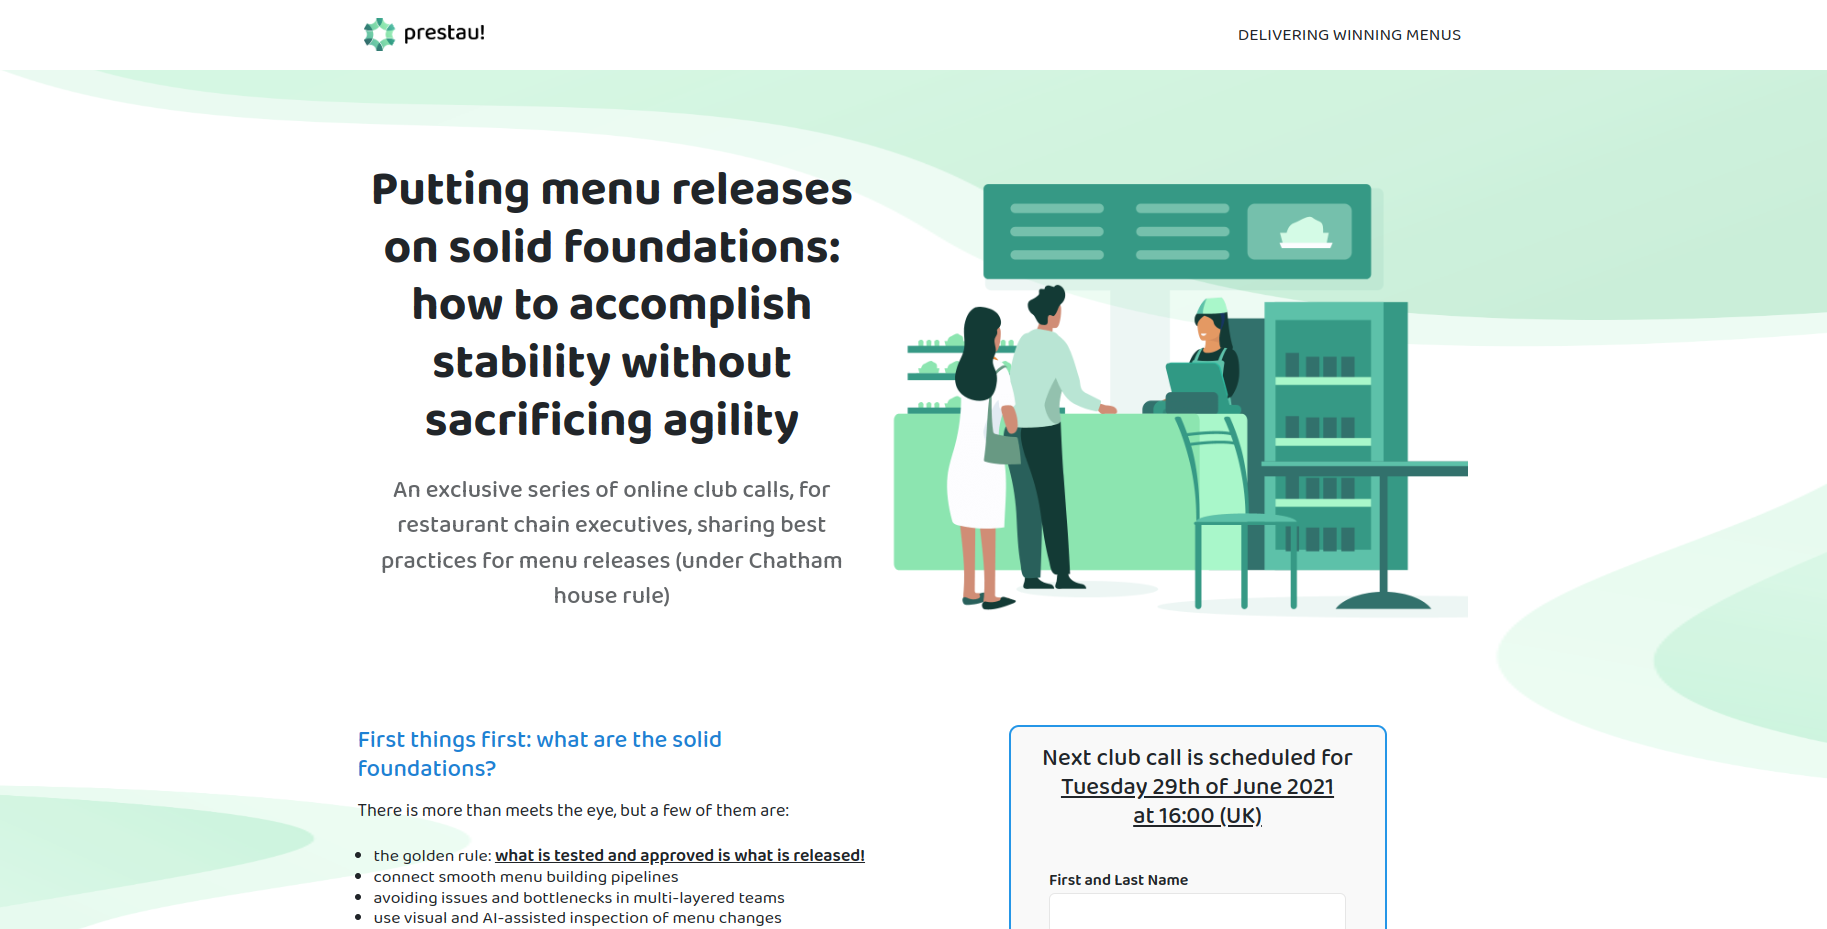 prestau!
DELIVERING WINNING MENUS
Putting menu releases
on solid foundations:
how to accomplish
stability without
sacrificing agility
An exclusive series of online club calls, for
restaurant chain executives, sharing best
practices for menu releases (under Chatham
house rule)
First things first: what are the solid
foundations?
There is more than meets the eye, but a few of them are:
• the golden rule: what is tested and approved is what is released!
• connect smooth menu building pipelines
• avoiding issues and bottlenecks in multi-layered teams
• use visual and AI-assisted inspection of menu changes
Next club call is scheduled for
Tuesday 29th of June 2021
at 16:00 (UK)
First and Last Name